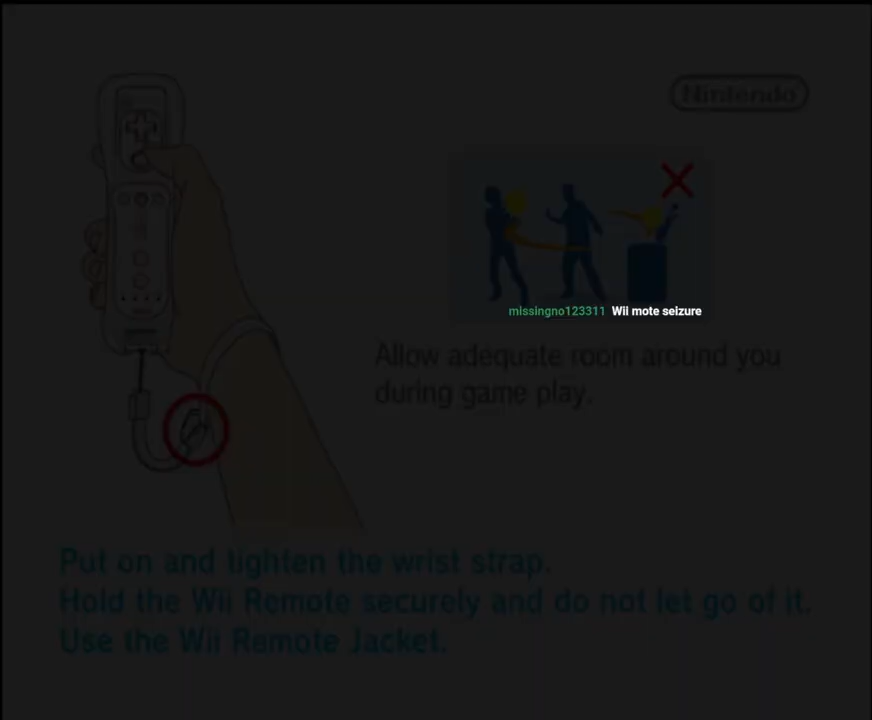 Nintendo
missingno123311 Wii mote seizure
Allow adequate room around you
during game play.
Put on and tighten the wrist strap.
Hold the Wii Remote securely and do not let go of it.
Use the Wii Remote Jacket.